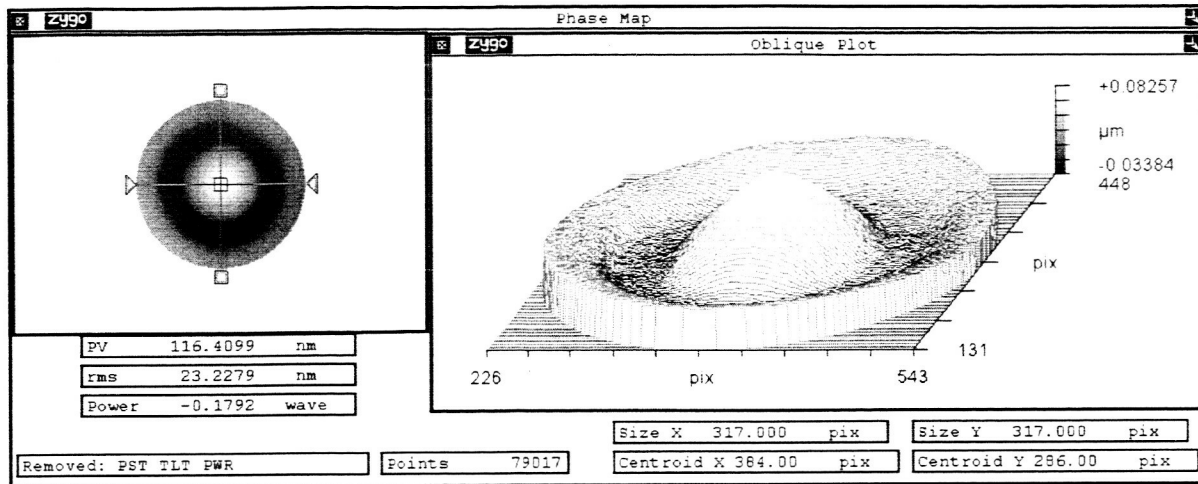 zygo Phase Map
zygo Oblique Plot
+0.08257
µm
-0.03384
448
pix
131
226 pix 543
PV 116.4099 nm
rms 23.2279 nm
Power -0.1792 wave
Size X 317.000 pix Size Y 317.000 pix
Removed: PST TLT PWR Points 79017 Centroid X 384.00 pix Centroid Y 286.00 pix